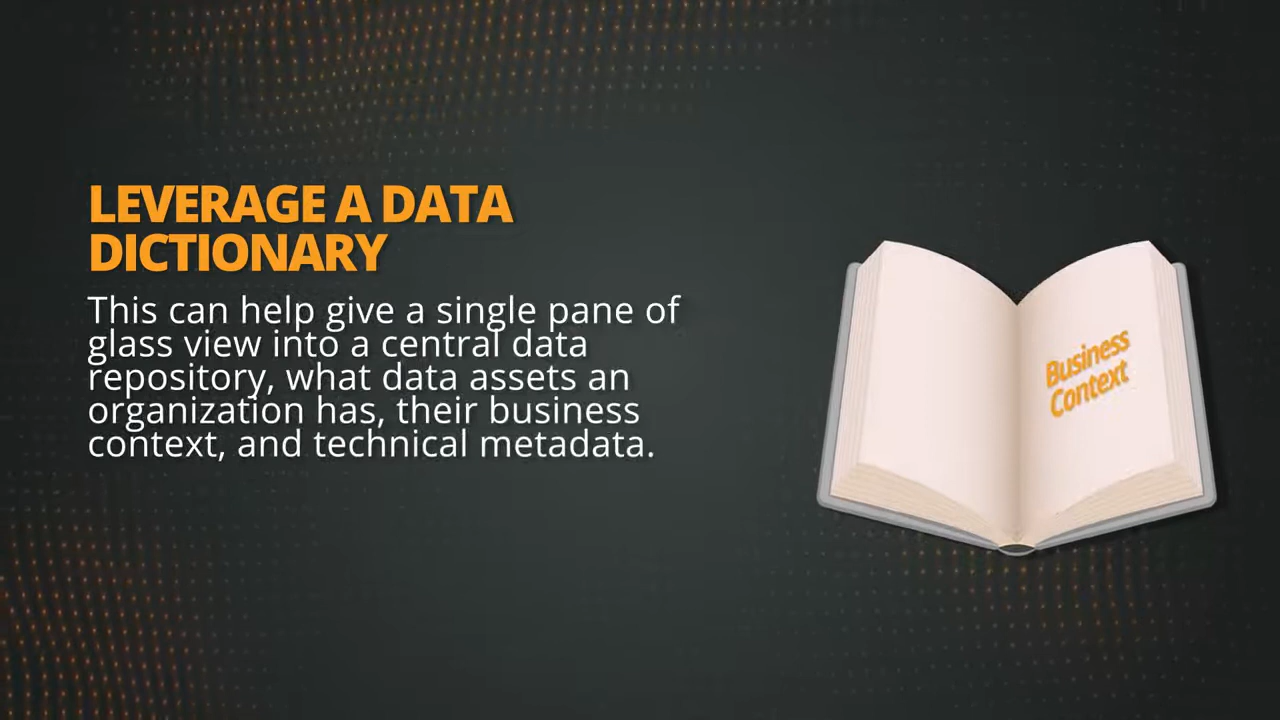 LEVERAGE A DATA
DICTIONARY
This can help give a single pane of
glass view into a central data
repository, what data assets an
organization has, their business
context, and technical metadata.
Business
Context